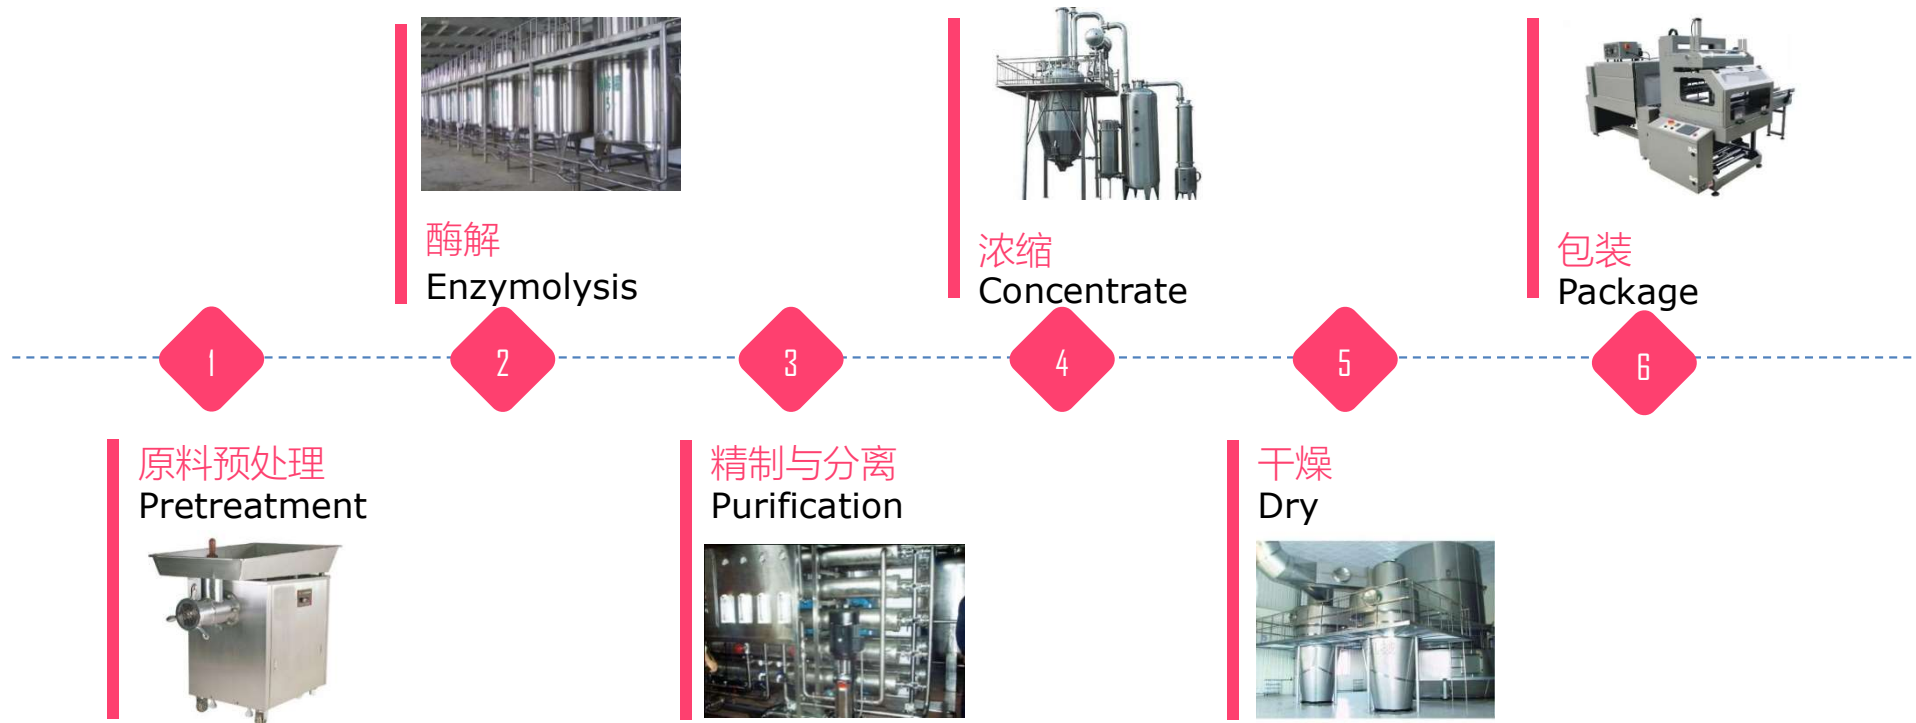 酶解
Enzymolysis
浓缩
Concentrate
包装
Package
1
2
3
4
5
6
原料预处理
Pretreatment
精制与分离
Purification
干燥
Dry